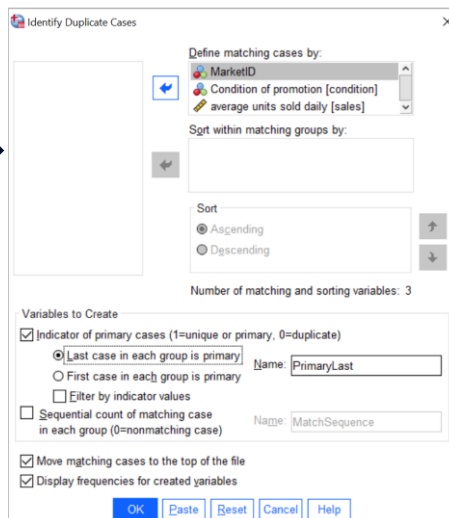 Identify Duplicate Cases
Define matching cases by:
MarketID
Condition of promotion [condition]
average units sold daily [sales]
Sort within matching groups by:
Sort
Ascending
Descending
Number of matching and sorting variables: 3
Variables to Create
Indicator of primary cases (1=unique or primary, 0=duplicate)
Last case in each group is primary
Name: PrimaryLast
First case in each group is primary
Filter by indicator values
Sequential count of matching case
in each group (0=nonmatching case)
Name: MatchSequence
Move matching cases to the top of the file
Display frequencies for created variables
OK Paste Reset Cancel Help